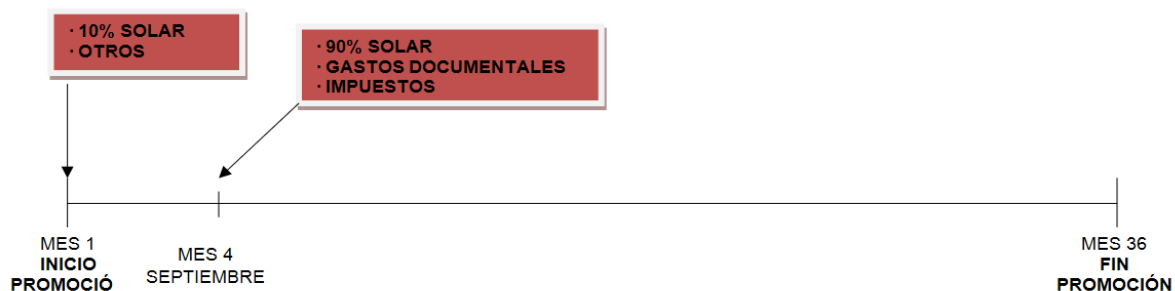 · 10% SOLAR
· OTROS
· 90% SOLAR
· GASTOS DOCUMENTALES
· IMPUESTOS
MES 1
INICIO
PROMOCIÓ
MES 4
SEPTIEMBRE
MES 36
FIN
PROMOCIÓN